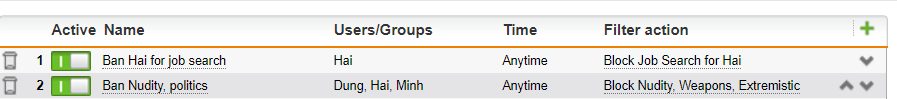 Active Name Users/Groups Time Filter action
1 Ban Hai for job search Hai Anytime Block Job Search for Hai
2 Ban Nudity, politics Dung, Hai, Minh Anytime Block Nudity, Weapons, Extremistic